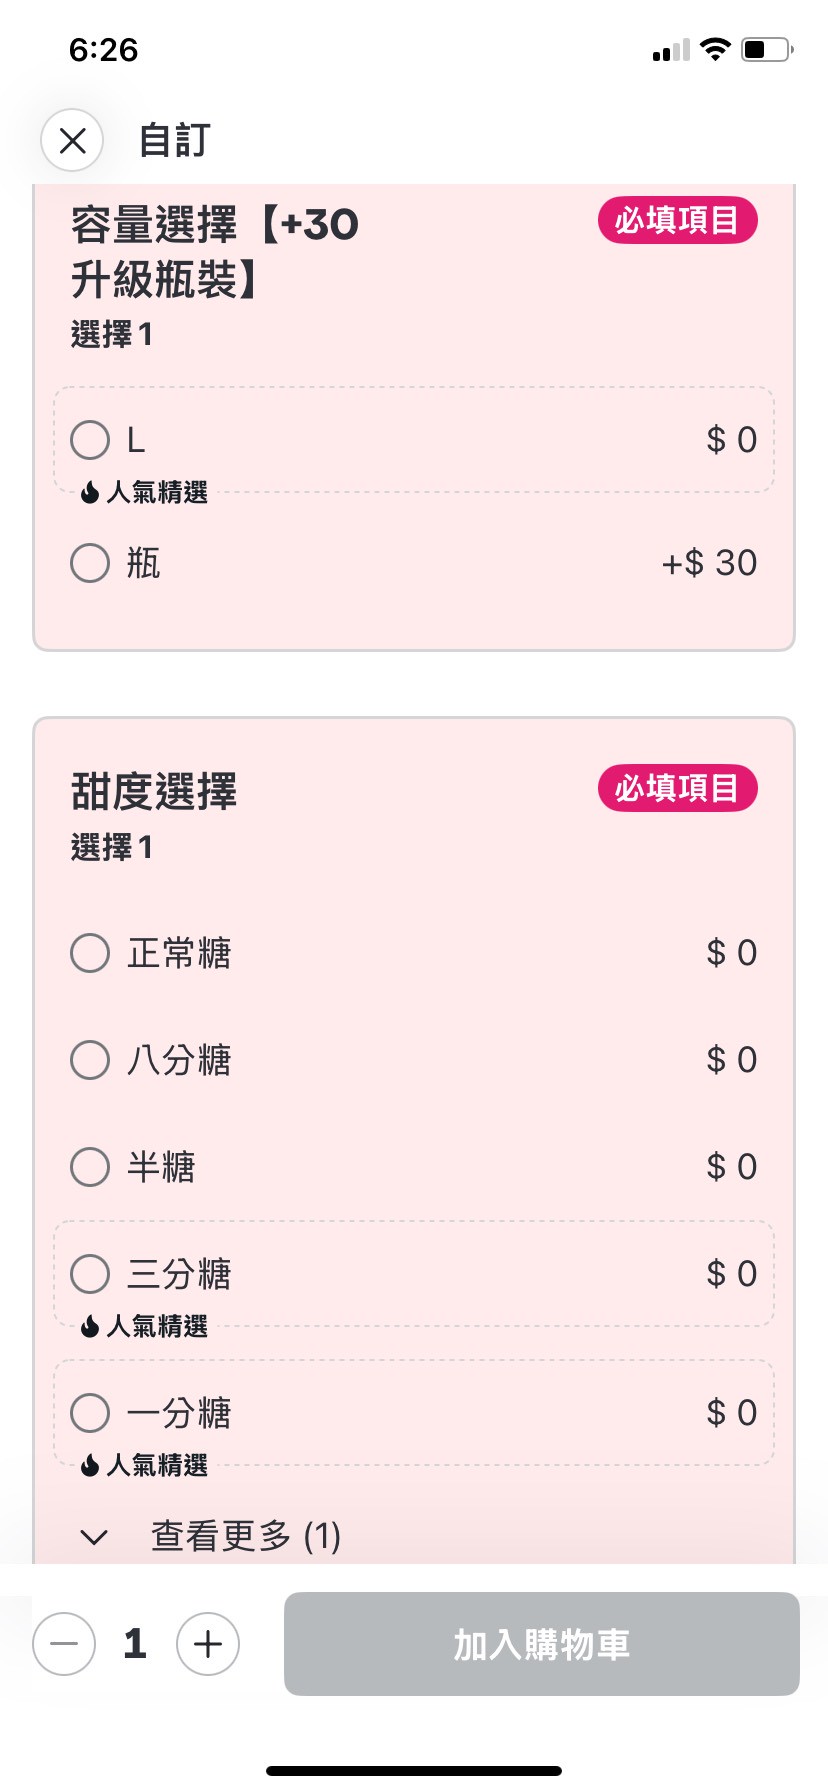 6:26
自訂
容量選擇【+30
升級瓶裝】
必填項目
選擇 1
L
$ 0
人氣精選
瓶
+$ 30
甜度選擇
必填項目
選擇 1
正常糖
$ 0
八分糖
$ 0
半糖
$ 0
三分糖
$ 0
人氣精選
一分糖
$ 0
人氣精選
查看更多 (1)
1
加入購物車